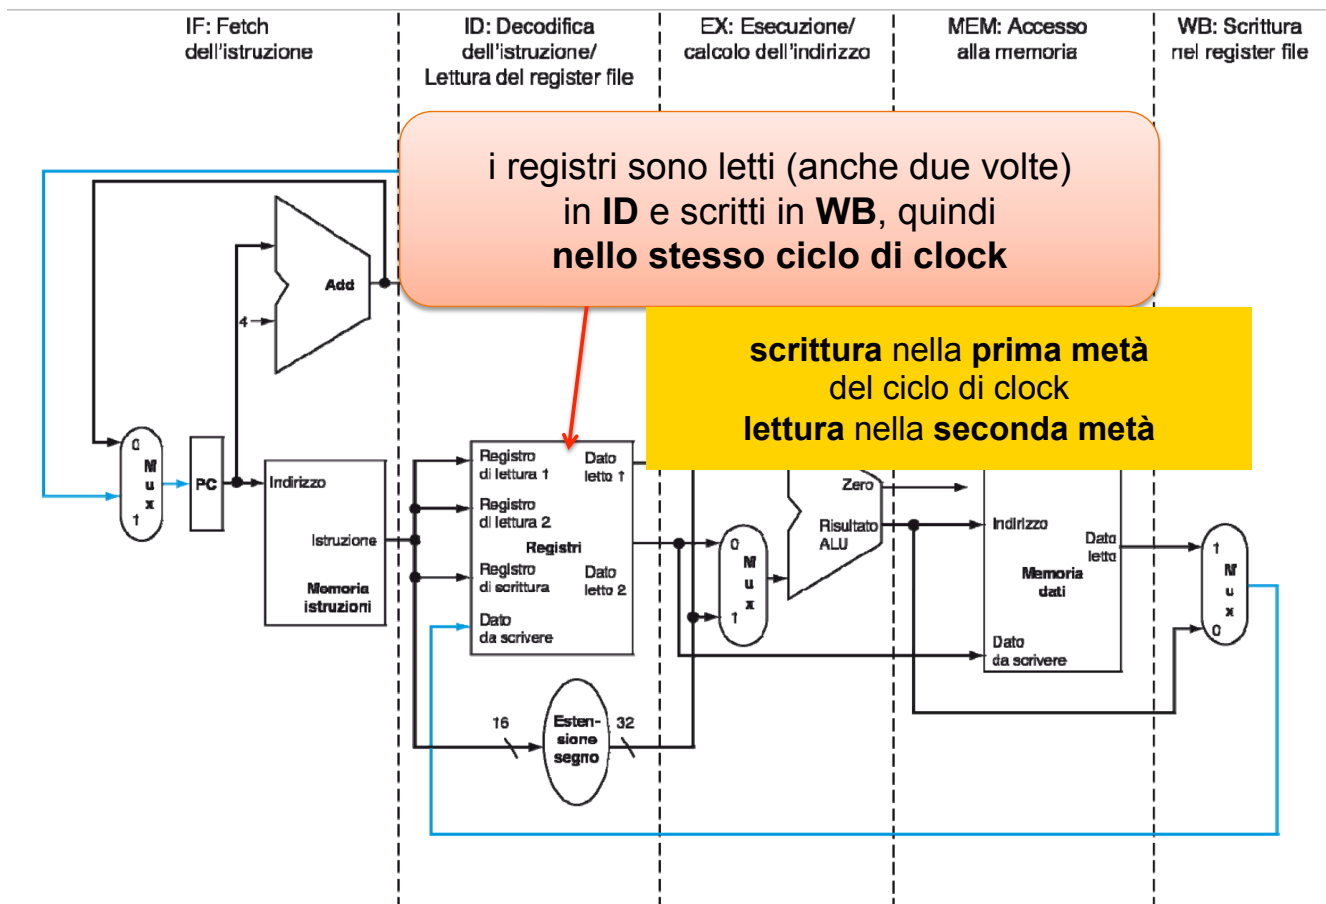 IF: Fetch
dell'istruzione
ID: Decodifica
dell'istruzione/
Lettura del register file
EX: Esecuzione/
calcolo dell'indirizzo
MEM: Accesso
alla memoria
WB: Scrittura
nel register file
i registri sono letti (anche due volte)
in ID e scritti in WB, quindi
nello stesso ciclo di clock
scrittura nella prima metà
del ciclo di clock
lettura nella seconda metà
Add
4
0
M
u
x
1
PC
Indirizzo
Istruzione
Memoria
istruzioni
Registro
di lettura 1
Registro
di lettura 2
Registri
Registro
di scrittura
Dato
da scrivere
Dato
letto 1
Dato
letto 2
16
Esten-
sione
segno
32
0
M
u
x
1
Zero
Risultato
ALU
Indirizzo
Dato
letto
Memoria
dati
Dato
da scrivere
1
M
u
x
0